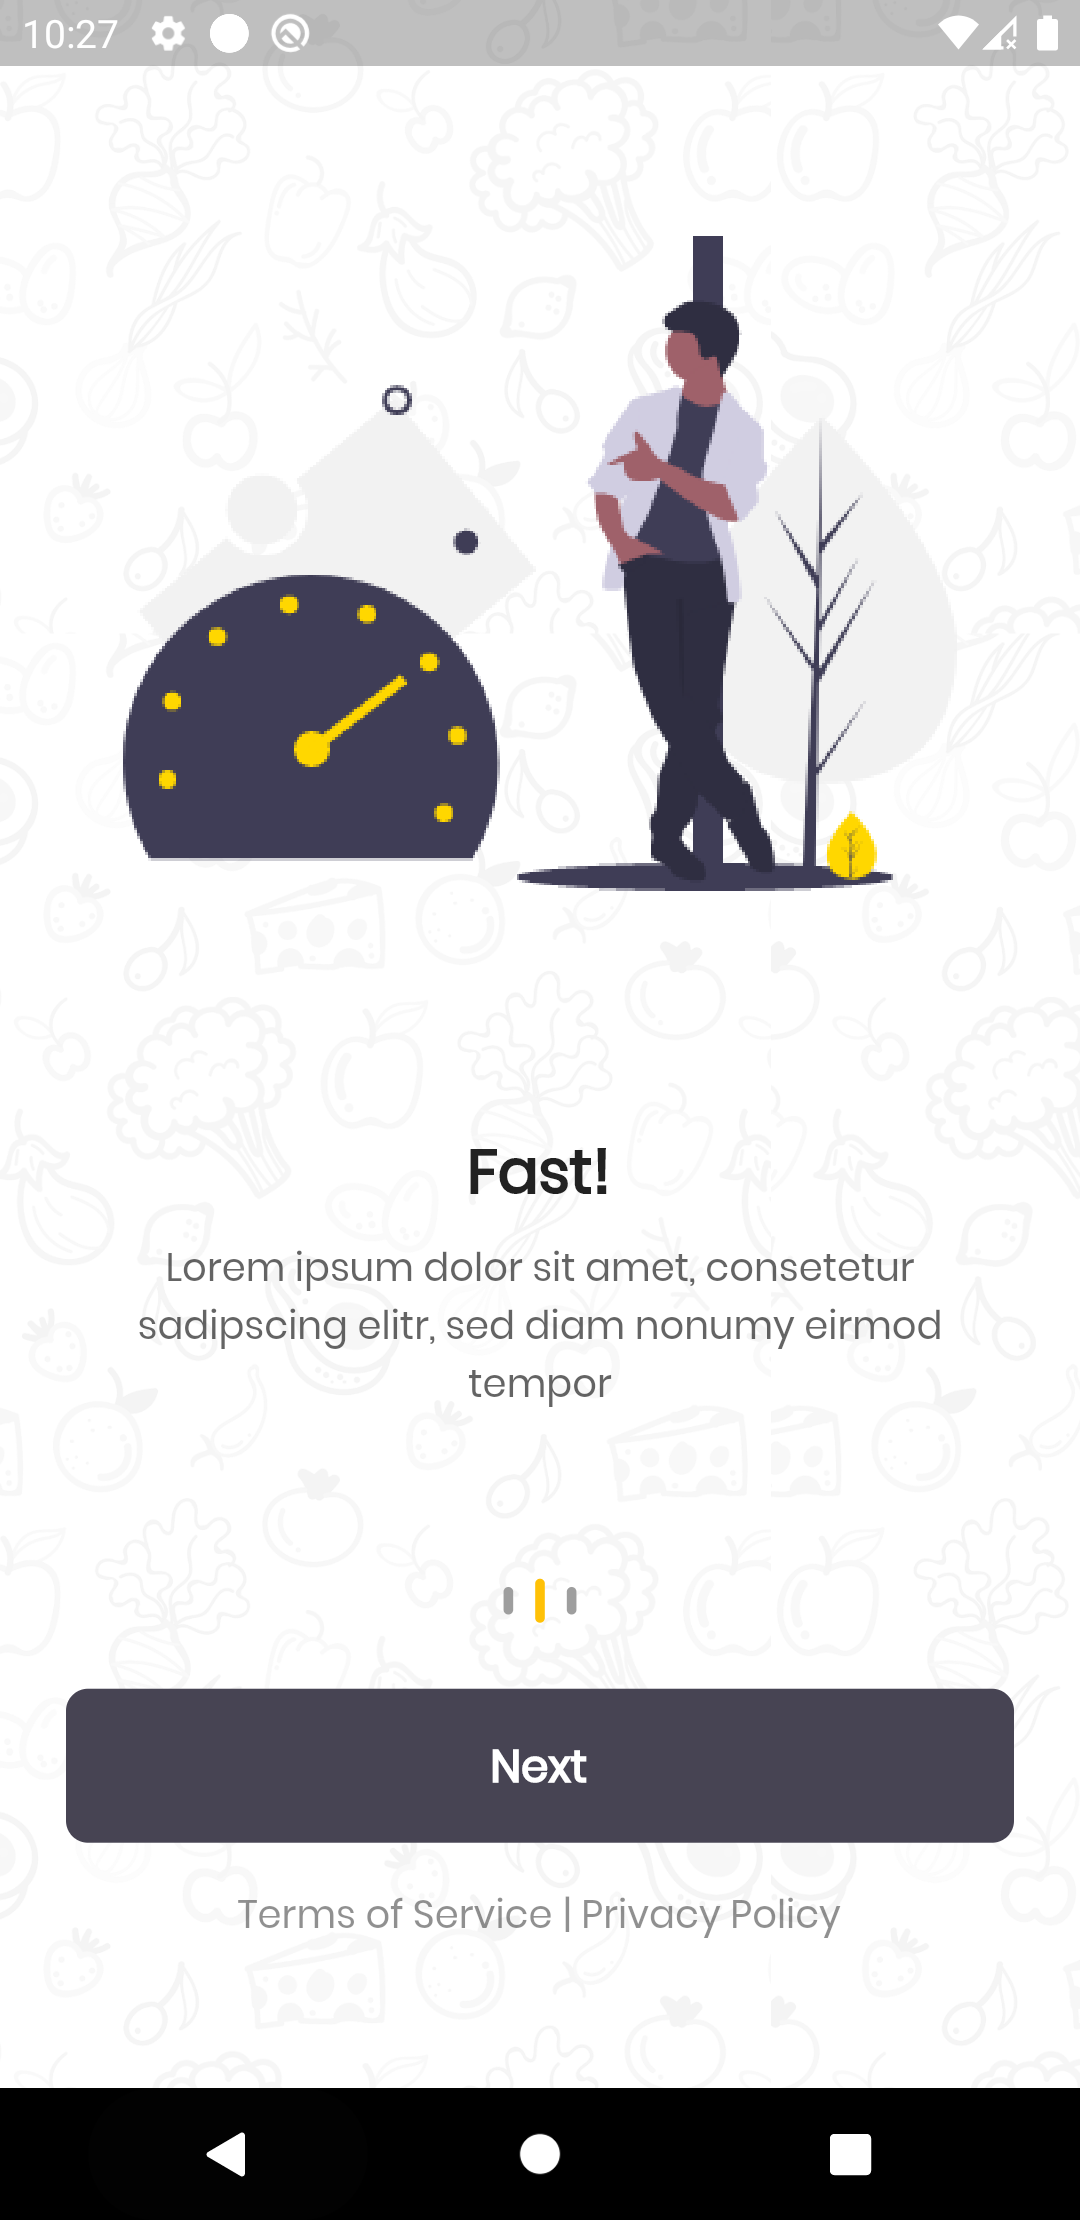 10:27
Fast!
Lorem ipsum dolor sit amet, consetetur
sadipscing elitr, sed diam nonumy eirmod
tempor
Next
Terms of Service | Privacy Policy